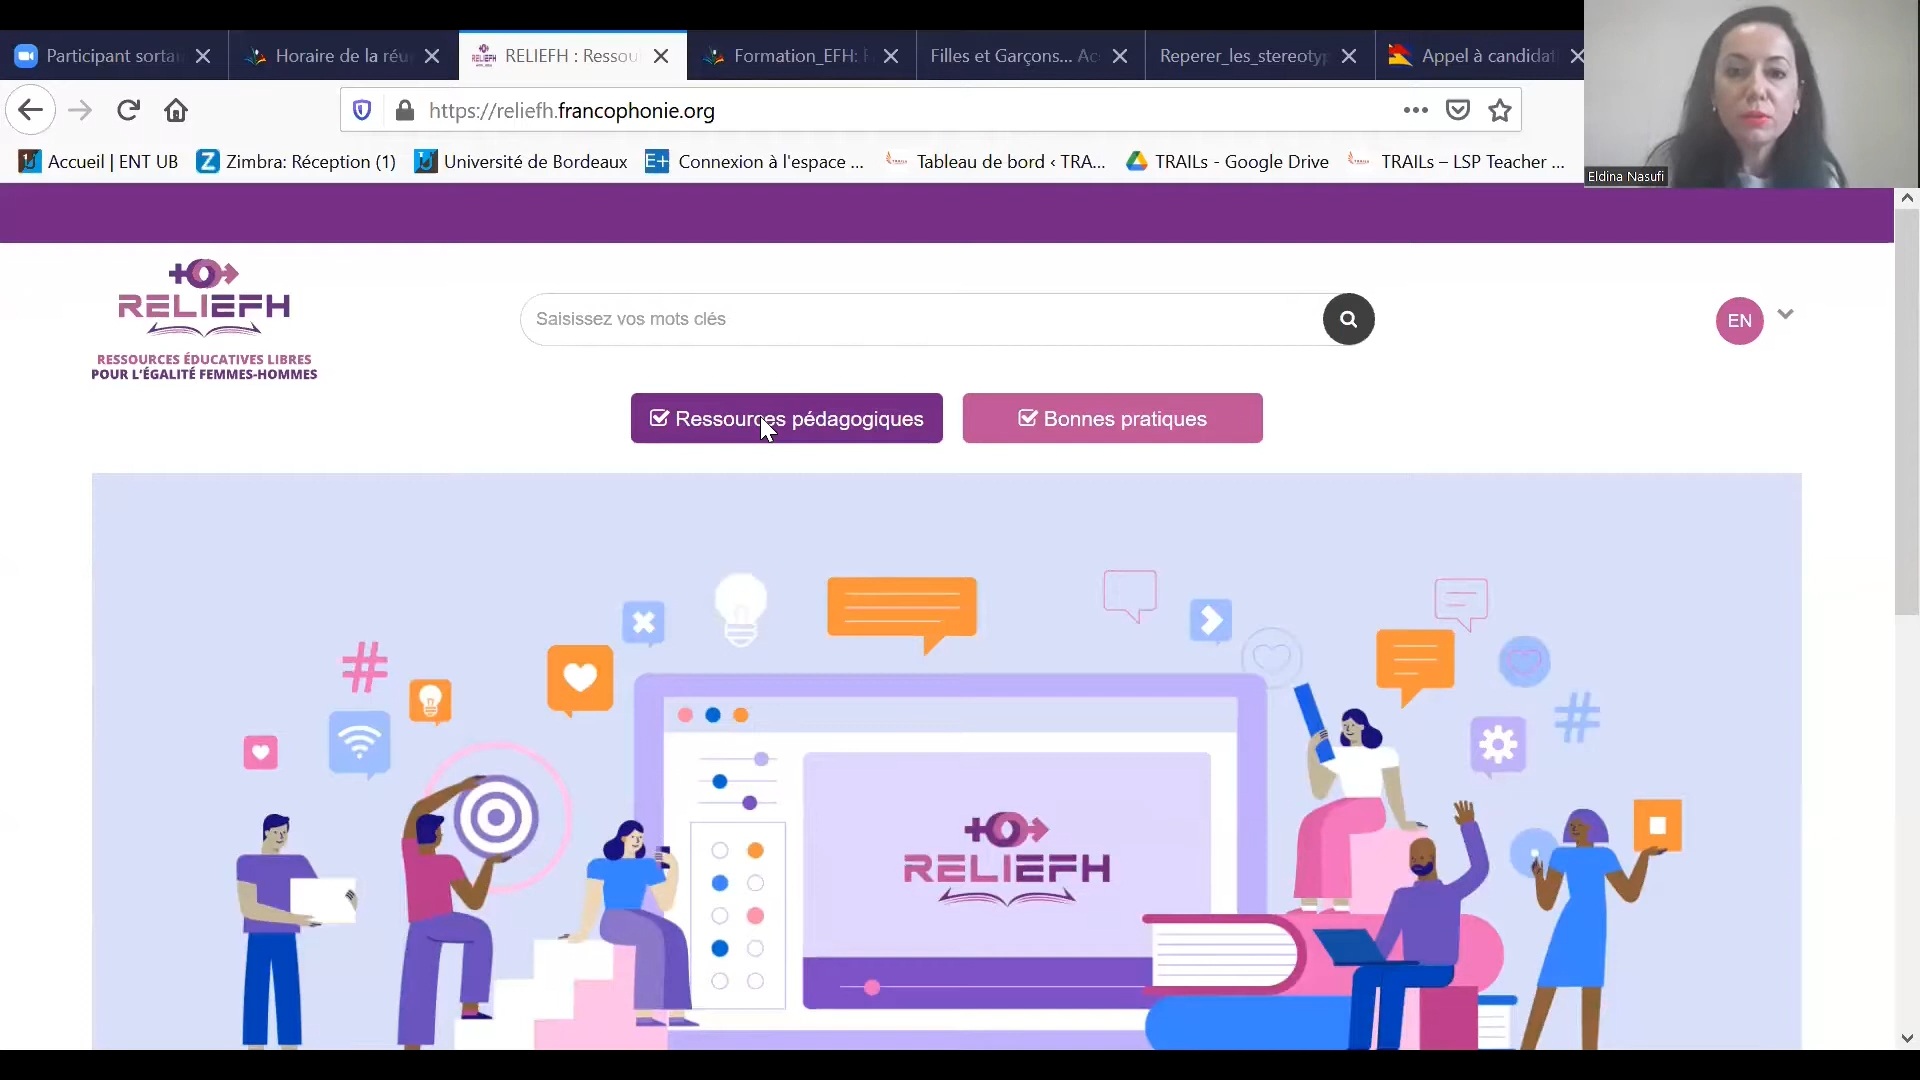 Participant sorta
Horaire de la réu
RELIEFH : Ressou
Formation_EFH: F
Filles et Garçons... Ac
Reperer_les_stereotyp
Appel à candidat
https://reliefh.francophonie.org
Accueil | ENT UB
Zimbra: Réception (1)
Université de Bordeaux
E+ Connexion à l'espace ...
Tableau de bord ‹ TRA...
TRAILs - Google Drive
TRAILs – LSP Teacher ...
Eldina Nasufi
RELIEFH
RESSOURCES ÉDUCATIVES LIBRES
POUR L'ÉGALITÉ FEMMES-HOMMES
Saisissez vos mots clés
EN
Ressources pédagogiques
Bonnes pratiques
RELIEFH